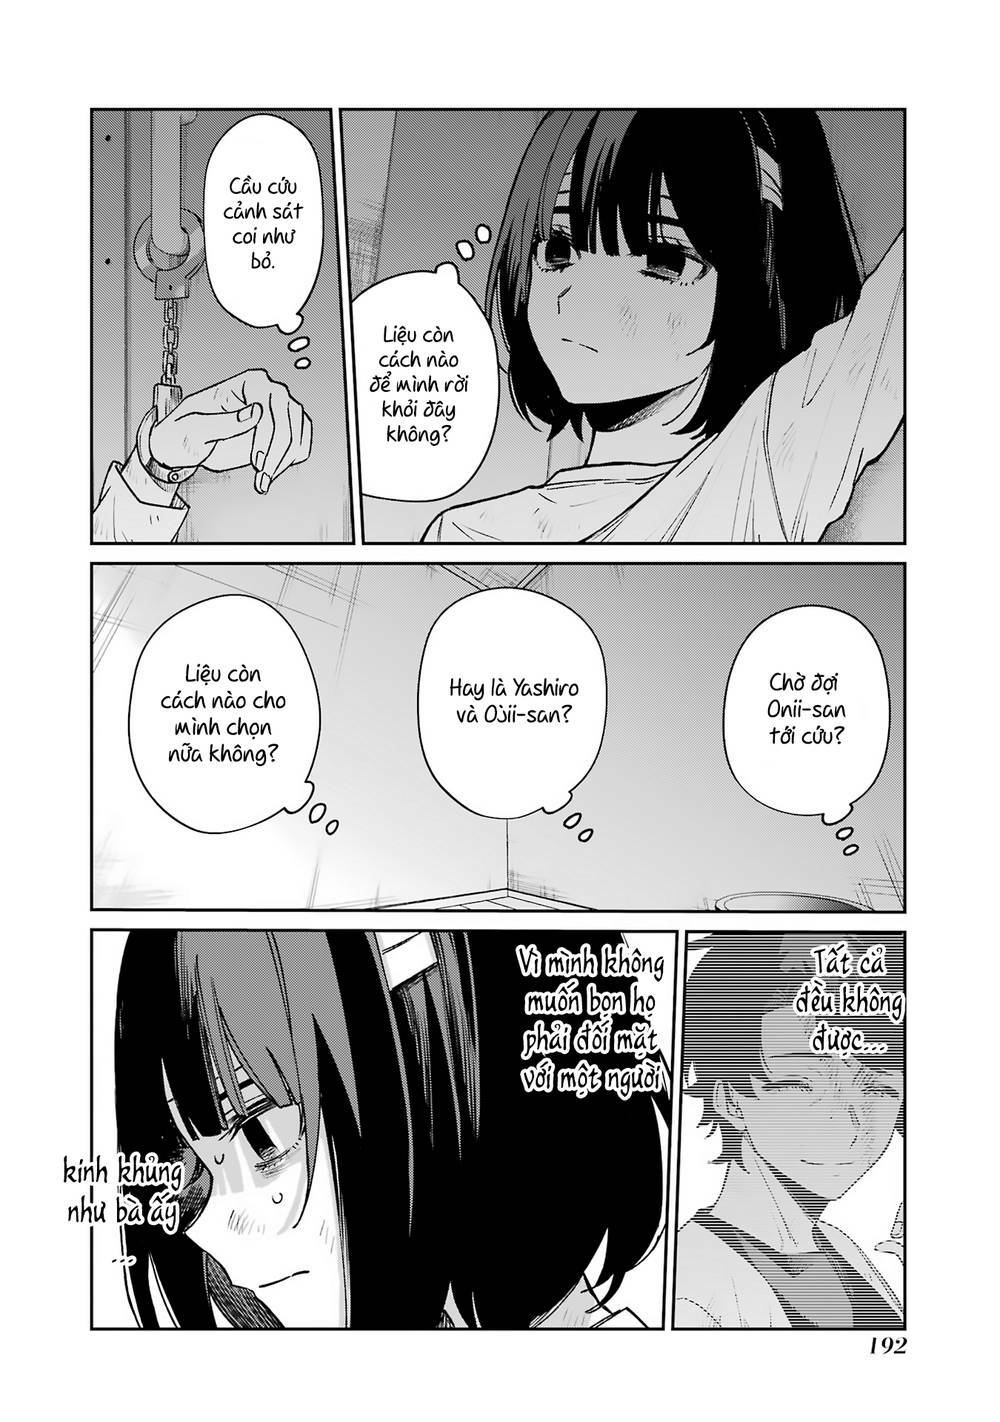 Liệu còn
cách nào
để mình rời
khỏi đây
không?
Cầu cứu
cảnh sát
coi như
bỏ.
Chờ đợi
Onii-san
tới cứu?
Hay là Yashiro
và Ojii-san?
Liệu còn
cách nào cho
mình chọn
nữa không?
Tất cả
đều không
được...
Vì mình không
muốn bọn họ
phải đối mặt
với một người
kinh khủng
như bà ấy
...
192